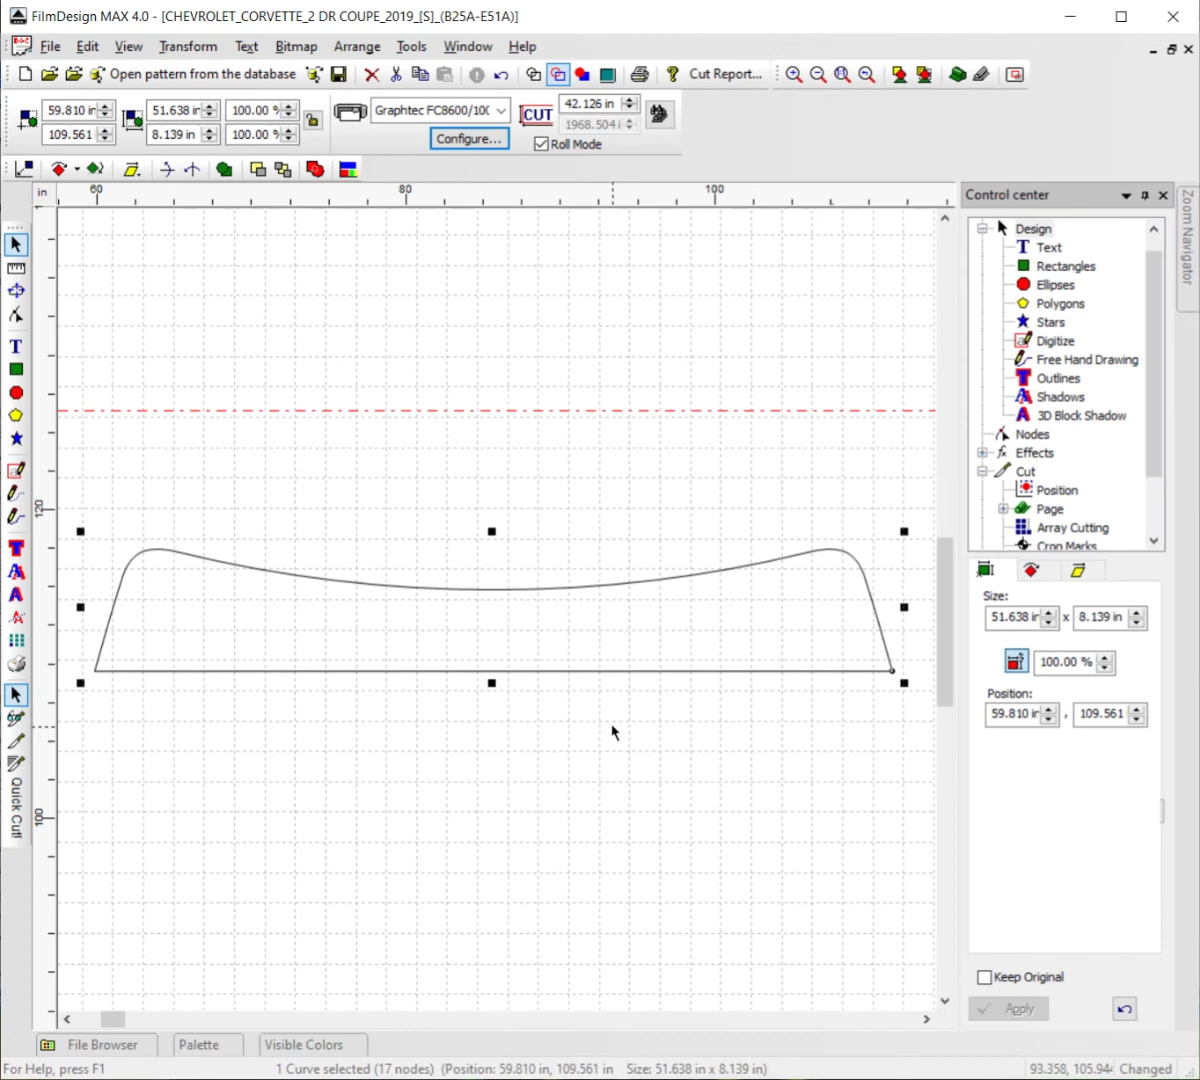 FilmDesign MAX 4.0 - [CHEVROLET_CORVETTE_2 DR COUPE_2019_[S]_(B25A-E51A)]
File Edit View Transform Text Bitmap Arrange Tools Window Help
Open pattern from the database Cut Report...
59.810 in 51.638 in 100.00 % Graphtec FC8600/100 CUT 42.126 in
109.561 8.139 in 100.00 % 1968.504 i
Configure... Roll Mode
in 60 80 100
120
100
Quick Cut!
Control center
Zoom Navigator
Design
Text
Rectangles
Ellipses
Polygons
Stars
Digitize
Free Hand Drawing
Outlines
Shadows
3D Block Shadow
Nodes
Effects
Cut
Position
Page
Array Cutting
Crop Marks
Size:
51.638 ir x 8.139 in
100.00 %
Position:
59.810 ir , 109.561
Keep Original
Apply
File Browser Palette Visible Colors
For Help, press F1 1 Curve selected (17 nodes) (Position: 59.810 in, 109.561 in Size: 51.638 in x 8.139 in) 93.358, 105.944 Changed